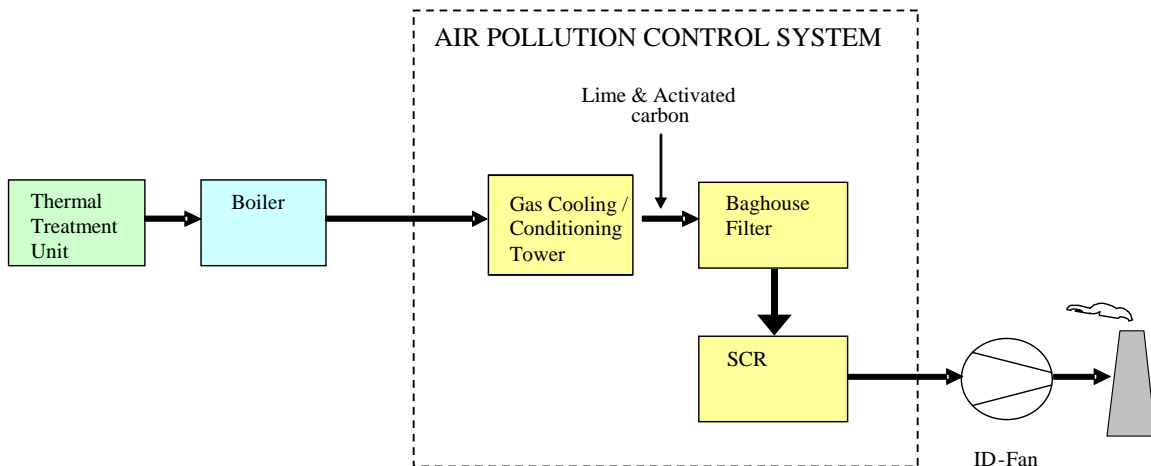 AIR POLLUTION CONTROL SYSTEM
Lime & Activated
carbon
Thermal
Treatment
Unit
Boiler
Gas Cooling /
Conditioning
Tower
Baghouse
Filter
SCR
ID-Fan